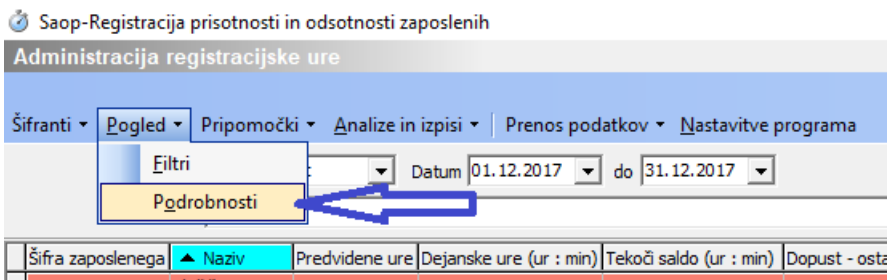 Saop-Registracija prisotnosti in odsotnosti zaposlenih
Administracija registracijske ure
Šifranti Pogled Pripomočki Analize in izpisi Prenos podatkov Nastavitve programa
Filtri
Datum 01.12.2017 do 31.12.2017
Podrobnosti
Šifra zaposlenega Naziv Predvidene ure Dejanske ure (ur : min) Tekoči saldo (ur : min) Dopust - osta